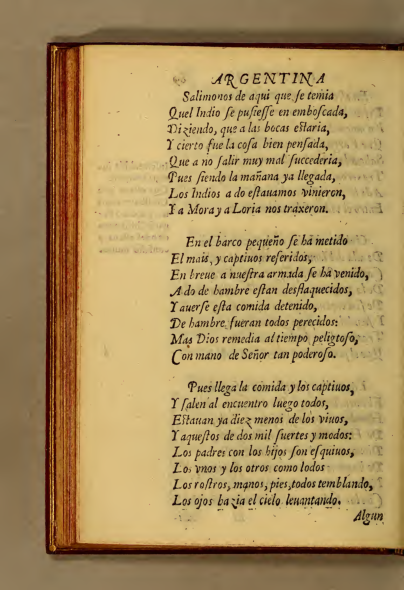 ARGENTINA
Salimonos de aqui que ſe temia
Quel Indio ſe puſieſſe en emboſcada,
Diziendo, que a las bocas eſtaria,
Y cierto fue la coſa bien penſada,
Que a no ſalir muy mal ſuccederia,
Pues ſiendo la mañana ya llegada,
Los Indios a do eſtauamos vinieron,
Y a Mora y a Loria nos traxeron.
En el barco pequeño ſe ha metido
El mais, y captiuos referidos,
En breue a nueſtra armada ſe ha venido,
A do de hambre eſtan desflaquecidos,
Y auerſe eſta comida detenido,
De hambre fueran todos perecidos:
Mas Dios remedia al tiempo peligtoſo,
Con mano de Señor tan poderoſo.
Pues llega la comida y los captiuos,
Y ſalen al encuentro luego todos,
Eſtauan ya diez menos de los viuos,
Y aqueſtos de dos mil ſuertes y modos:
Los padres con los hijos ſon eſquiuos,
Los vnos y los otros como lodos
Los roſtros, manos, pies, todos temblando,
Los ojos hazia el cielo leuantando.
Algun